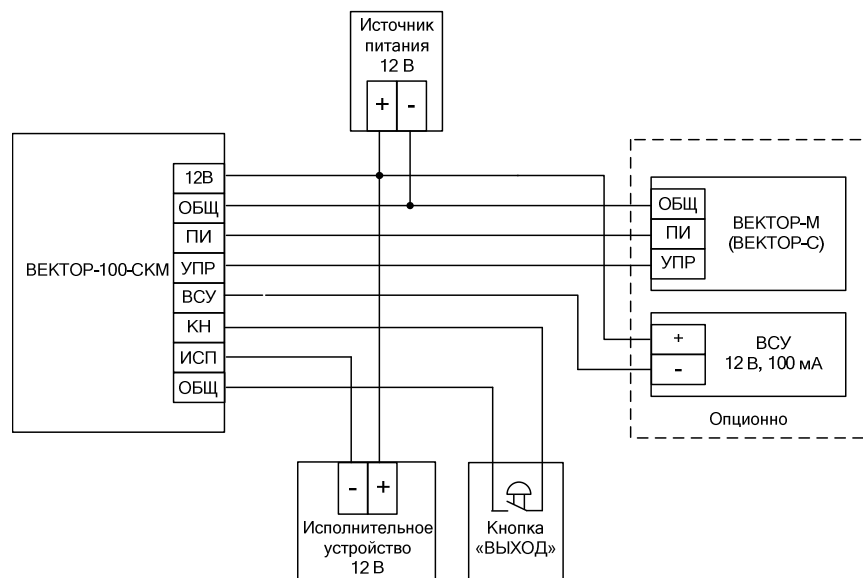 Источник
питания
12 В
+ -
ВЕКТОР-100-СКМ
12В
ОБЩ
ПИ
УПР
ВСУ
КН
ИСП
ОБЩ
ОБЩ
ПИ
УПР
ВЕКТОР-М
(ВЕКТОР-С)
+
-
ВСУ
12 В, 100 мА
Опционно
- +
Исполнительное
устройство
12 В
Кнопка
«ВЫХОД»